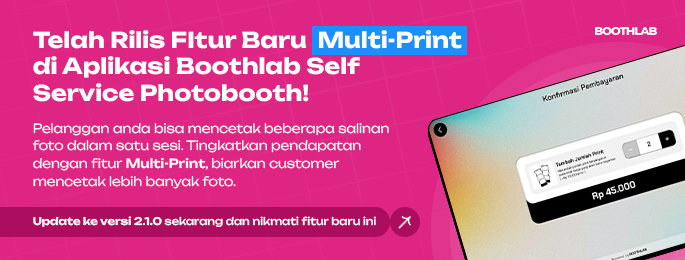 Telah Rilis FItur Baru Multi-Print
di Aplikasi Boothlab Self
Service Photobooth!
Pelanggan anda bisa mencetak beberapa salinan
foto dalam satu sesi. Tingkatkan pendapatan
dengan fitur Multi-Print, biarkan customer
mencetak lebih banyak foto.
Update ke versi 2.1.0 sekarang dan nikmati fitur baru ini
BOOTHLAB
Konfirmasi Pembayaran
Tambah Jumlah Print
- 2 +
Rp 45.000
BOOTHLAB